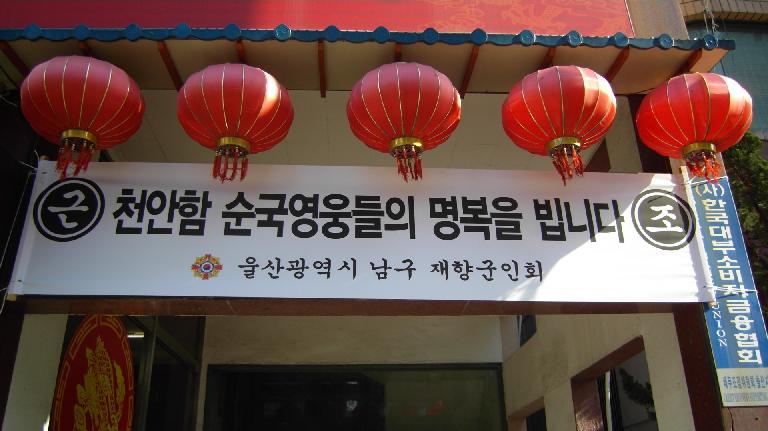 근 천안함 순국영웅들의 명복을 빕니다 조
울산광역시 남구 재향군인회
(사)한국대부소비자금융협회
UNION